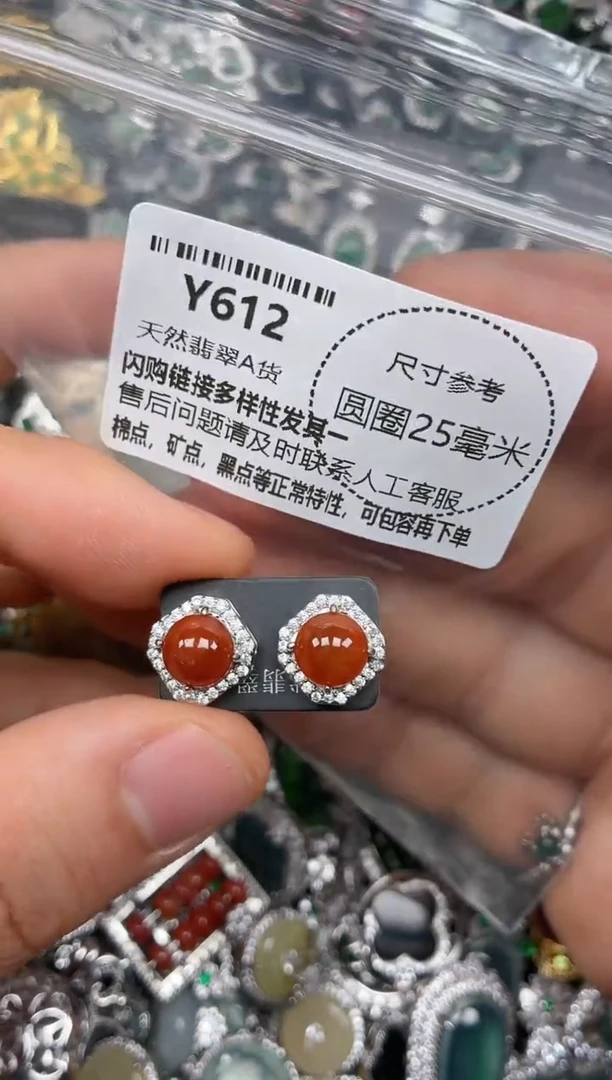 Y612
天然翡翠A货
闪购链接多样性发其一
售后问题请及时联系人工客服
棉点，矿点，黑点等正常特性，可包容再下单
尺寸参考
圆圈25毫米
翡翠